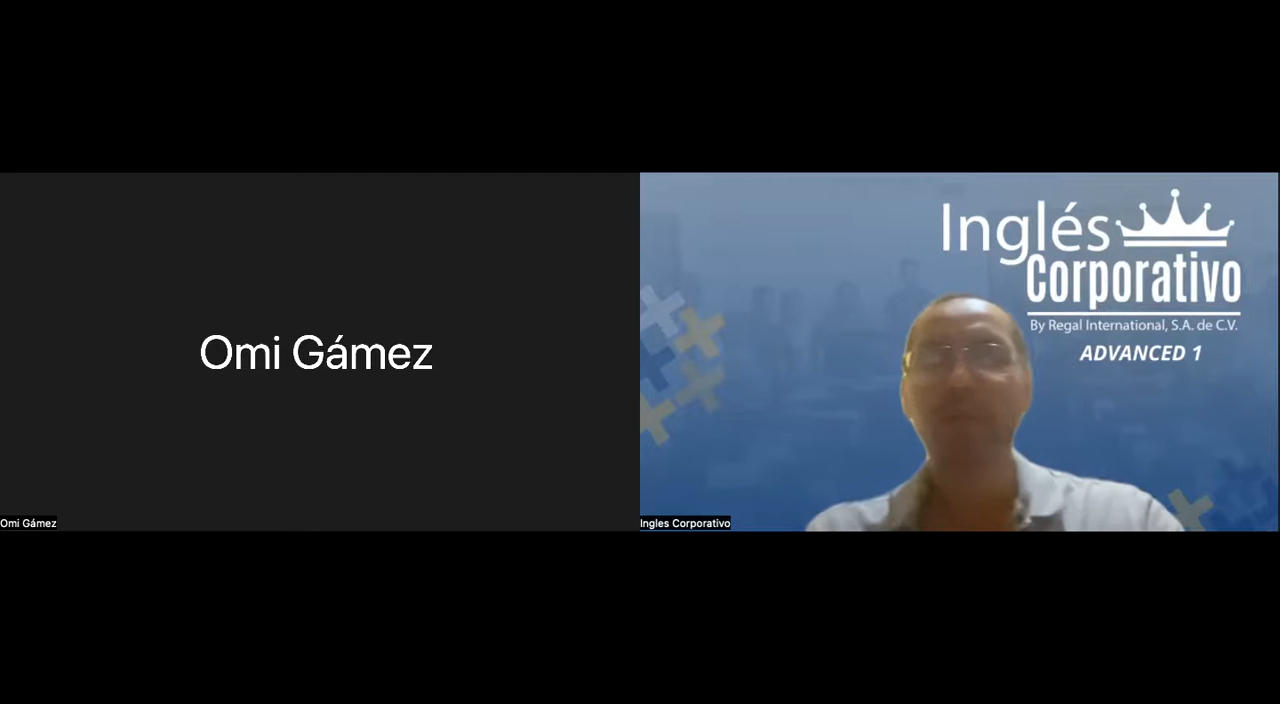 Omi Gámez
Omi Gámez
Inglés
Corporativo
By Regal International, S.A. de C.V.
ADVANCED 1
Ingles Corporativo